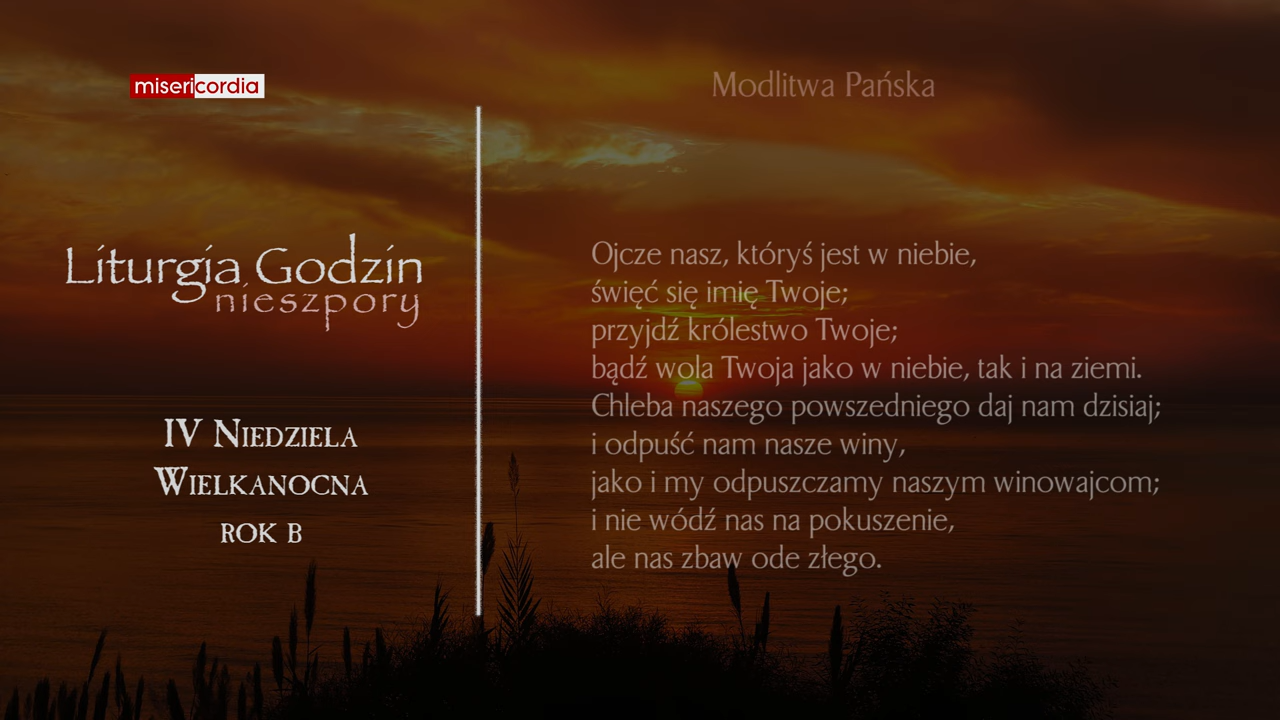 misericordia
Liturgia Godzin
nieszpory
IV Niedziela
Wielkanocna
rok B
Modlitwa Pańska
Ojcze nasz, któryś jest w niebie,
święć się imię Twoje;
przyjdź królestwo Twoje;
bądź wola Twoja jako w niebie, tak i na ziemi.
Chleba naszego powszedniego daj nam dzisiaj;
i odpuść nam nasze winy,
jako i my odpuszczamy naszym winowajcom;
i nie wódź nas na pokuszenie,
ale nas zbaw ode złego.